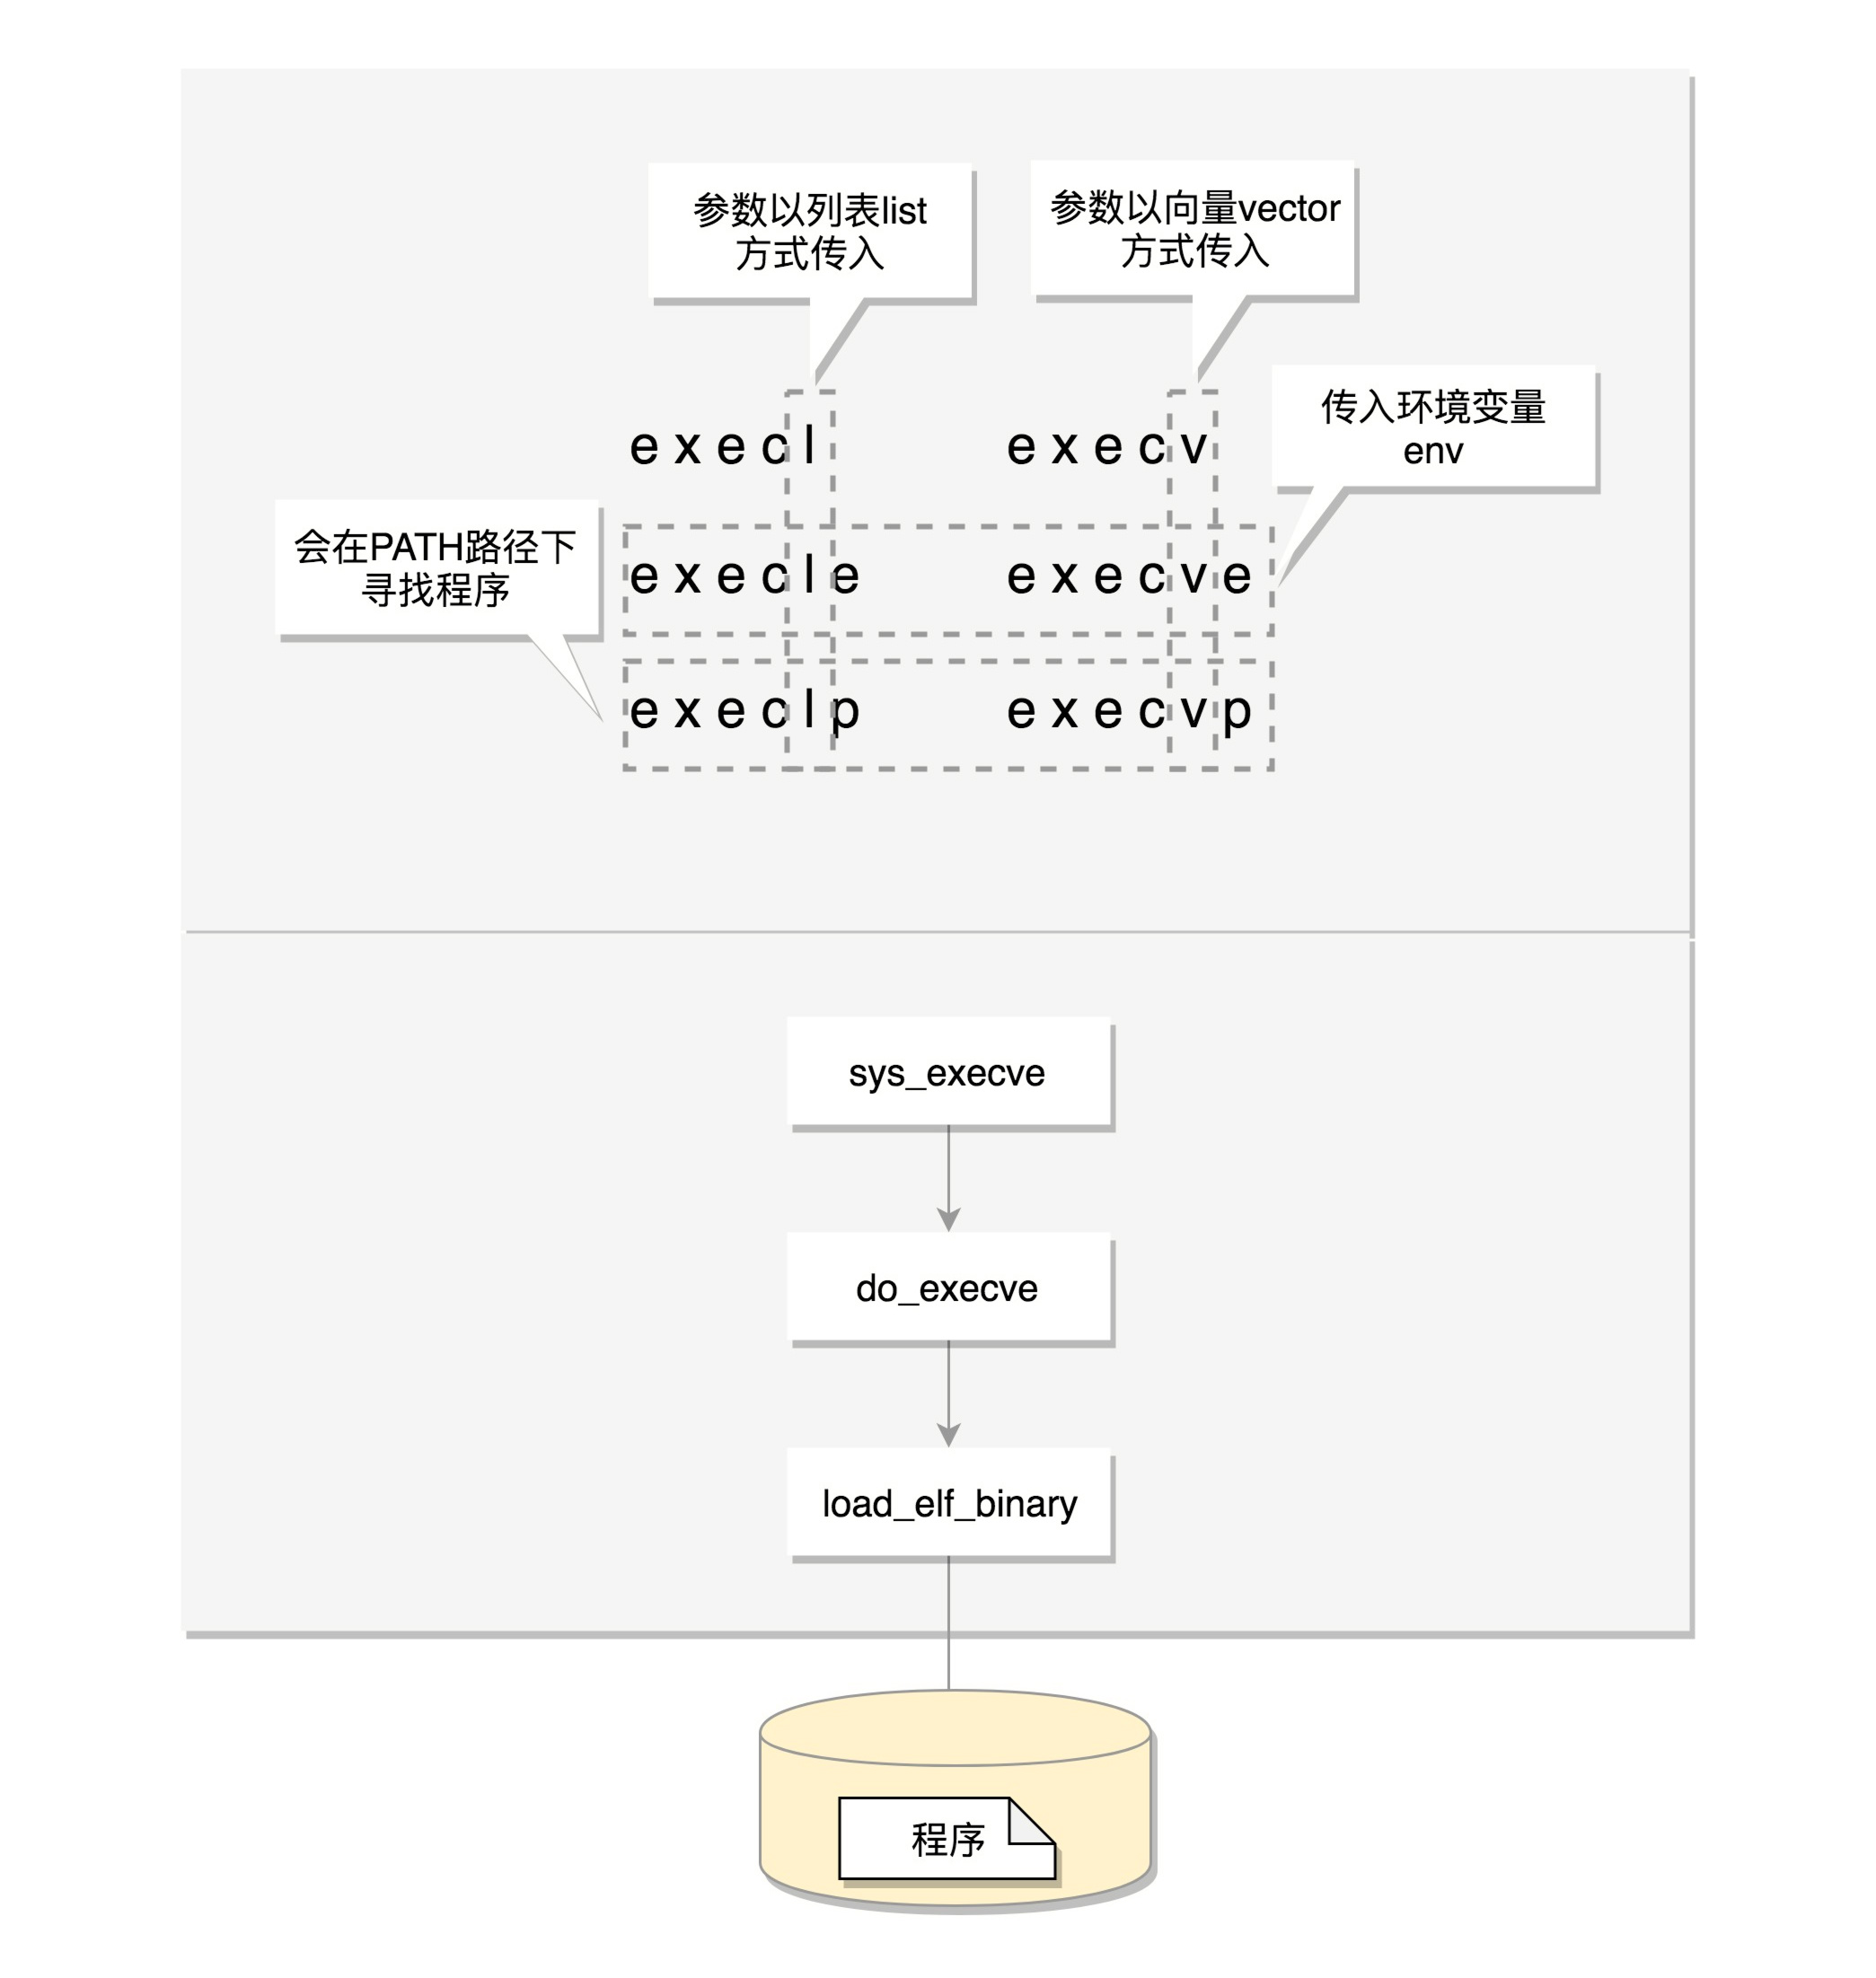 参数以列表list
方式传入
参数以向量vector
方式传入
传入环境变量
env
会在PATH路径下
寻找程序
execl
execv
execle
execve
execlp
execvp
sys_execve
do_execve
load_elf_binary
程序